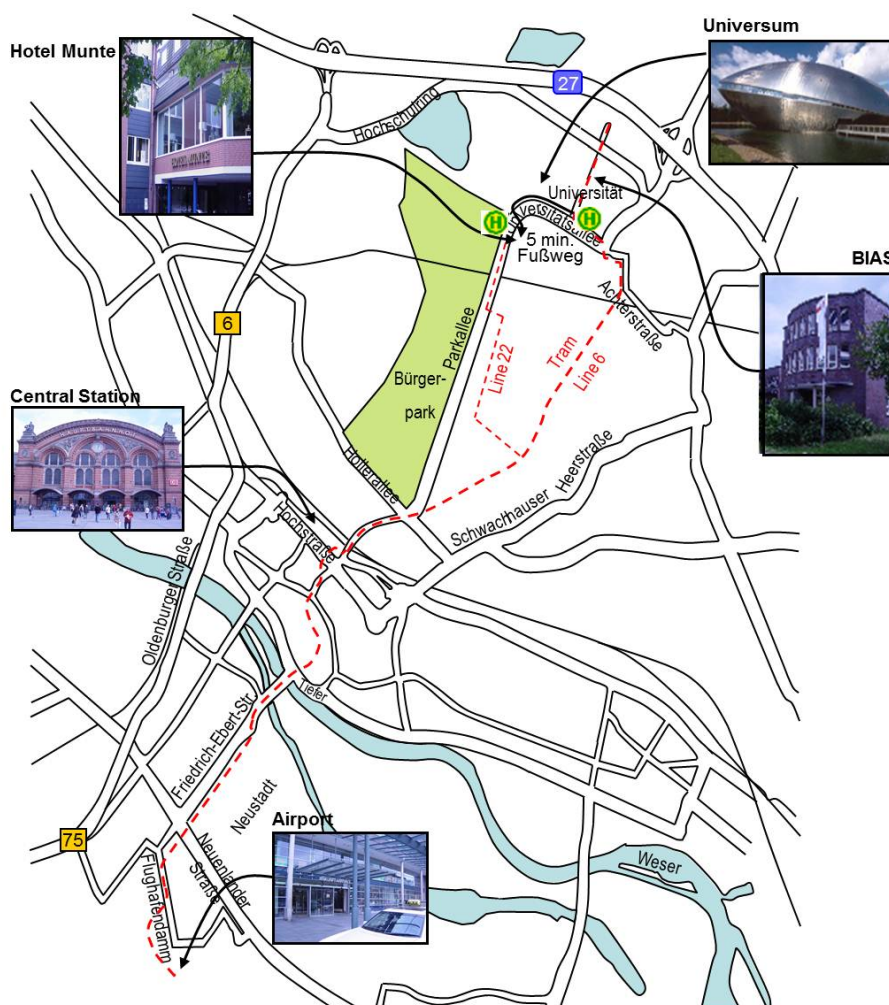 Hotel Munte
Universum
27
Hochschulring
Universität
Universitätsallee
H
H
5 min.
Fußweg
BIAS
Achterstraße
6
Parkallee
Line 22
Tram
Line 6
Bürger-
park
Central Station
Hollerallee
Hochstraße
Schwachhauser
Heerstraße
Oldenburger Straße
Tiefer
Friedrich-Ebert-Str.
Neustadt
Airport
75
Neuenlander
Straße
Flughafendamm
Weser
HOTEL MUNTE